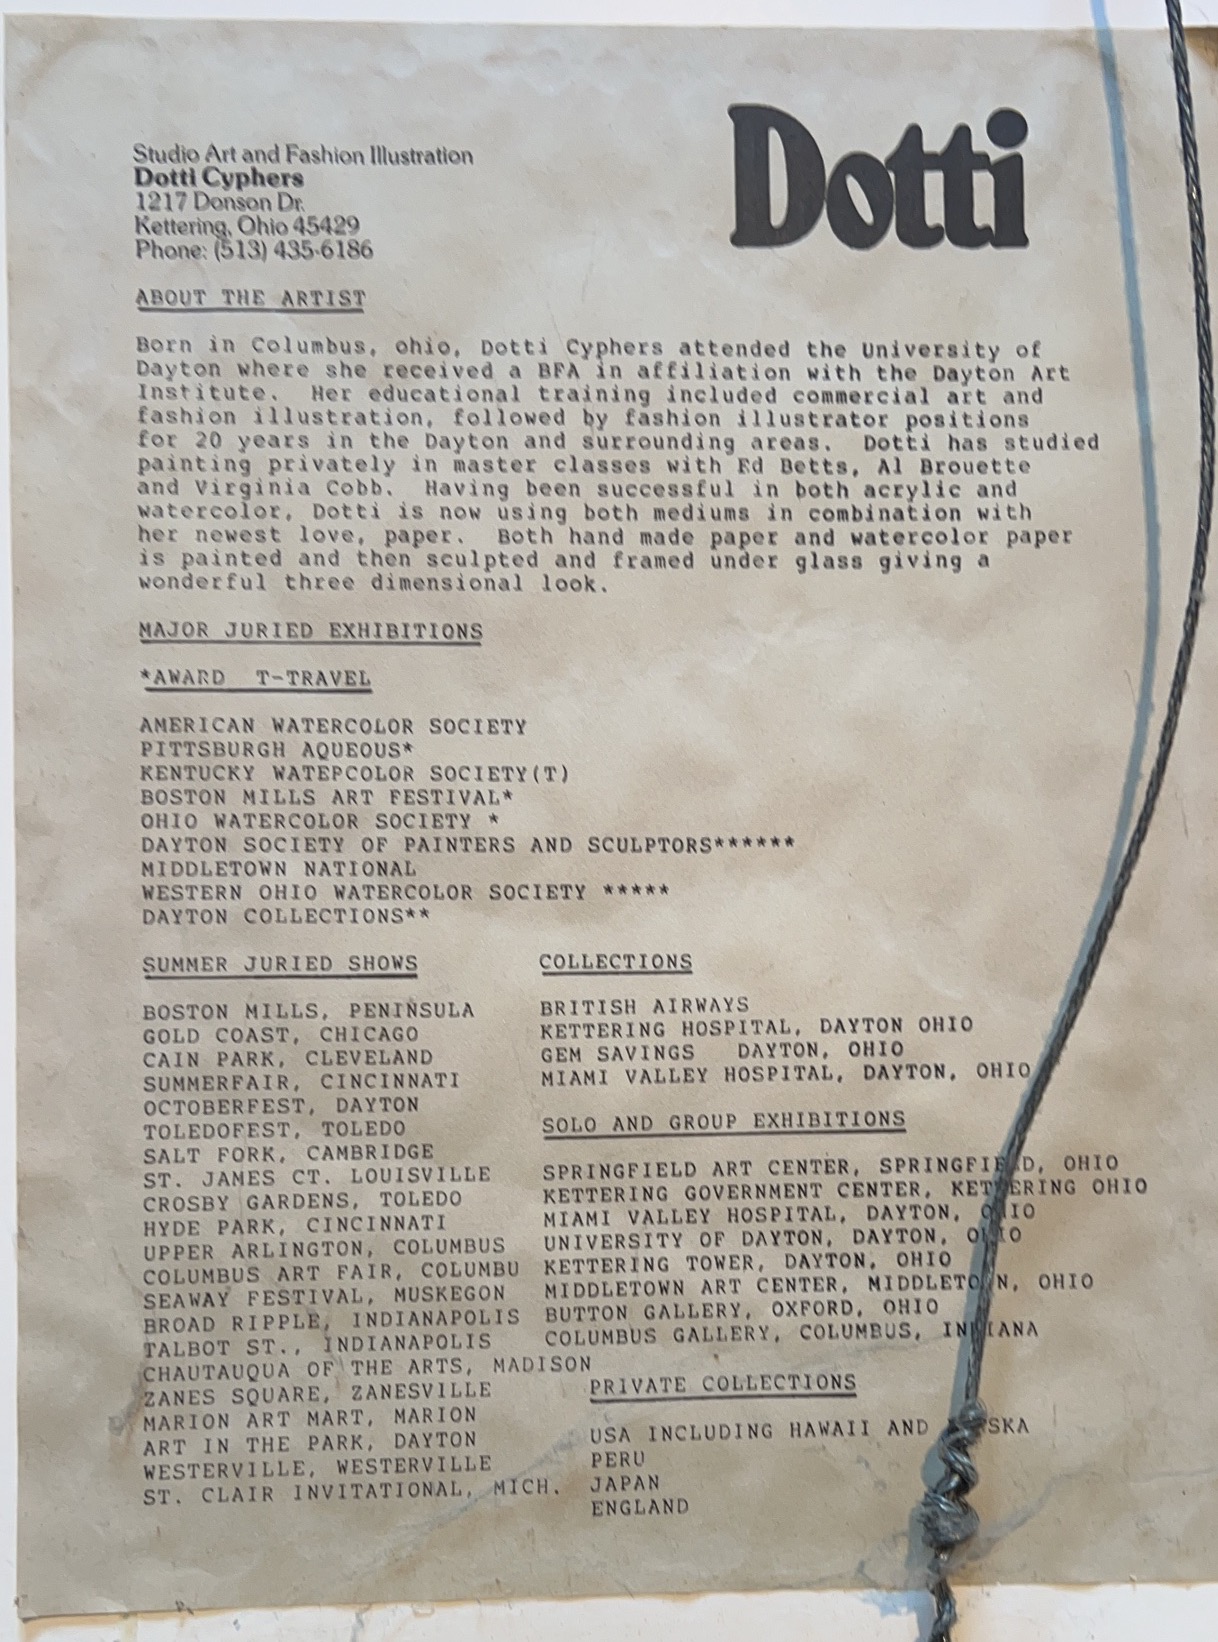 Dotti
Studio Art and Fashion Illustration
Dotti Cyphers
1217 Donson Dr.
Kettering, Ohio 45429
Phone: (513) 435-6186
ABOUT THE ARTIST
Born in Columbus, ohio, Dotti Cyphers attended the University of
Dayton where she received a BFA in affiliation with the Dayton Art
Institute. Her educational training included commercial art and
fashion illustration, followed by fashion illustrator positions
for 20 years in the Dayton and surrounding areas. Dotti has studied
painting privately in master classes with Ed Betts, Al Brouette
and Virginia Cobb. Having been successful in both acrylic and
watercolor, Dotti is now using both mediums in combination with
her newest love, paper. Both hand made paper and watercolor paper
is painted and then sculpted and framed under glass giving a
wonderful three dimensional look.
MAJOR JURIED EXHIBITIONS
*AWARD T-TRAVEL
AMERICAN WATERCOLOR SOCIETY
PITTSBURGH AQUEOUS*
KENTUCKY WATEPCOLOR SOCIETY(T)
BOSTON MILLS ART FESTIVAL*
OHIO WATERCOLOR SOCIETY *
DAYTON SOCIETY OF PAINTERS AND SCULPTORS******
MIDDLETOWN NATIONAL
WESTERN OHIO WATERCOLOR SOCIETY *****
DAYTON COLLECTIONS**
SUMMER JURIED SHOWS
BOSTON MILLS, PENINSULA
GOLD COAST, CHICAGO
CAIN PARK, CLEVELAND
SUMMERFAIR, CINCINNATI
OCTOBERFEST, DAYTON
TOLEDOFEST, TOLEDO
SALT FORK, CAMBRIDGE
ST. JAMES CT. LOUISVILLE
CROSBY GARDENS, TOLEDO
HYDE PARK, CINCINNATI
UPPER ARLINGTON, COLUMBUS
COLUMBUS ART FAIR, COLUMBU
SEAWAY FESTIVAL, MUSKEGON
BROAD RIPPLE, INDIANAPOLIS
TALBOT ST., INDIANAPOLIS
CHAUTAUQUA OF THE ARTS, MADISON
ZANES SQUARE, ZANESVILLE
MARION ART MART, MARION
ART IN THE PARK, DAYTON
WESTERVILLE, WESTERVILLE
ST. CLAIR INVITATIONAL, MICH.
COLLECTIONS
BRITISH AIRWAYS
KETTERING HOSPITAL, DAYTON OHIO
GEM SAVINGS DAYTON, OHIO
MIAMI VALLEY HOSPITAL, DAYTON, OHIO
SOLO AND GROUP EXHIBITIONS
SPRINGFIELD ART CENTER, SPRINGFIELD, OHIO
KETTERING GOVERNMENT CENTER, KETTERING OHIO
MIAMI VALLEY HOSPITAL, DAYTON, OHIO
UNIVERSITY OF DAYTON, DAYTON, OHIO
KETTERING TOWER, DAYTON, OHIO
MIDDLETOWN ART CENTER, MIDDLETOWN, OHIO
BUTTON GALLERY, OXFORD, OHIO
COLUMBUS GALLERY, COLUMBUS, INDIANA
PRIVATE COLLECTIONS
USA INCLUDING HAWAII AND ALASKA
PERU
JAPAN
ENGLAND